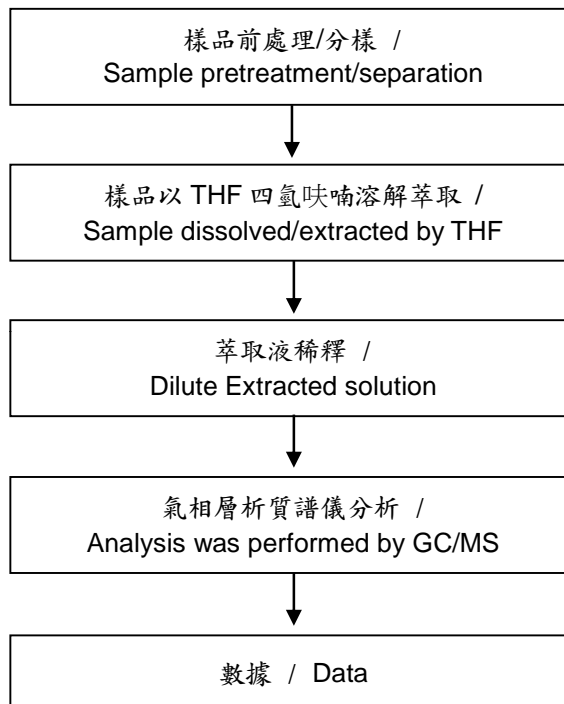 樣品前處理/分樣 /
Sample pretreatment/separation
樣品以 THF 四氫呋喃溶解萃取 /
Sample dissolved/extracted by THF
萃取液稀釋 /
Dilute Extracted solution
氣相層析質譜儀分析 /
Analysis was performed by GC/MS
數據 / Data